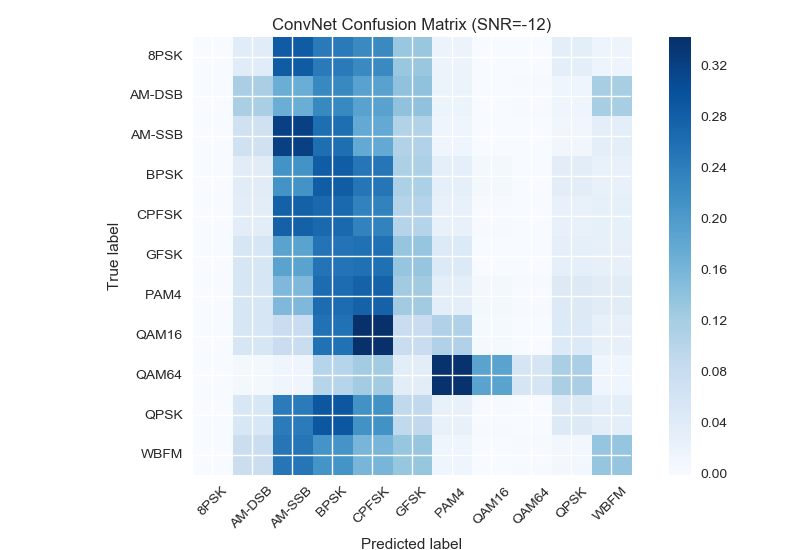 ConvNet Confusion Matrix (SNR=-12)
8PSK
AM-DSB
AM-SSB
BPSK
CPFSK
GFSK
PAM4
QAM16
QAM64
QPSK
WBFM
True label
8PSK
AM-DSB
AM-SSB
BPSK
CPFSK
GFSK
PAM4
QAM16
QAM64
QPSK
WBFM
Predicted label
0.32
0.28
0.24
0.20
0.16
0.12
0.08
0.04
0.00